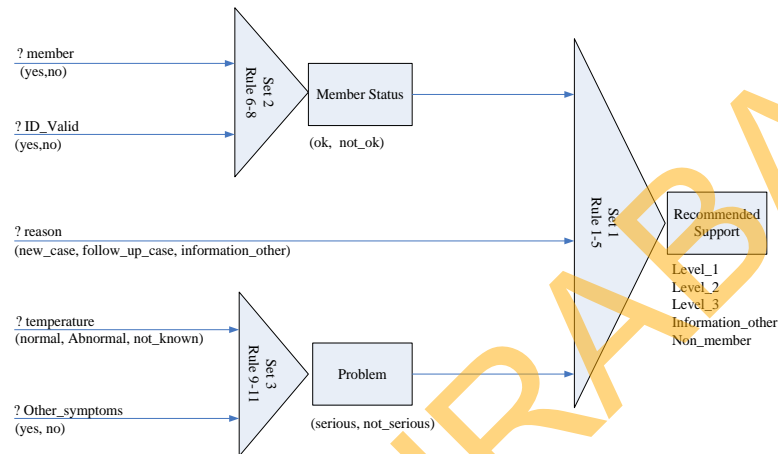 ? member
(yes,no)
Set 2
Rule 6-8
Member Status
(ok, not_ok)
? ID_Valid
(yes,no)
? reason
(new_case, follow_up_case, information_other)
Set 1
Rule 1-5
Recommended
Support
Level_1
Level_2
Level_3
Information_other
Non_member
? temperature
(normal, Abnormal, not_known)
Set 3
Rule 9-11
Problem
(serious, not_serious)
? Other_symptoms
(yes, no)